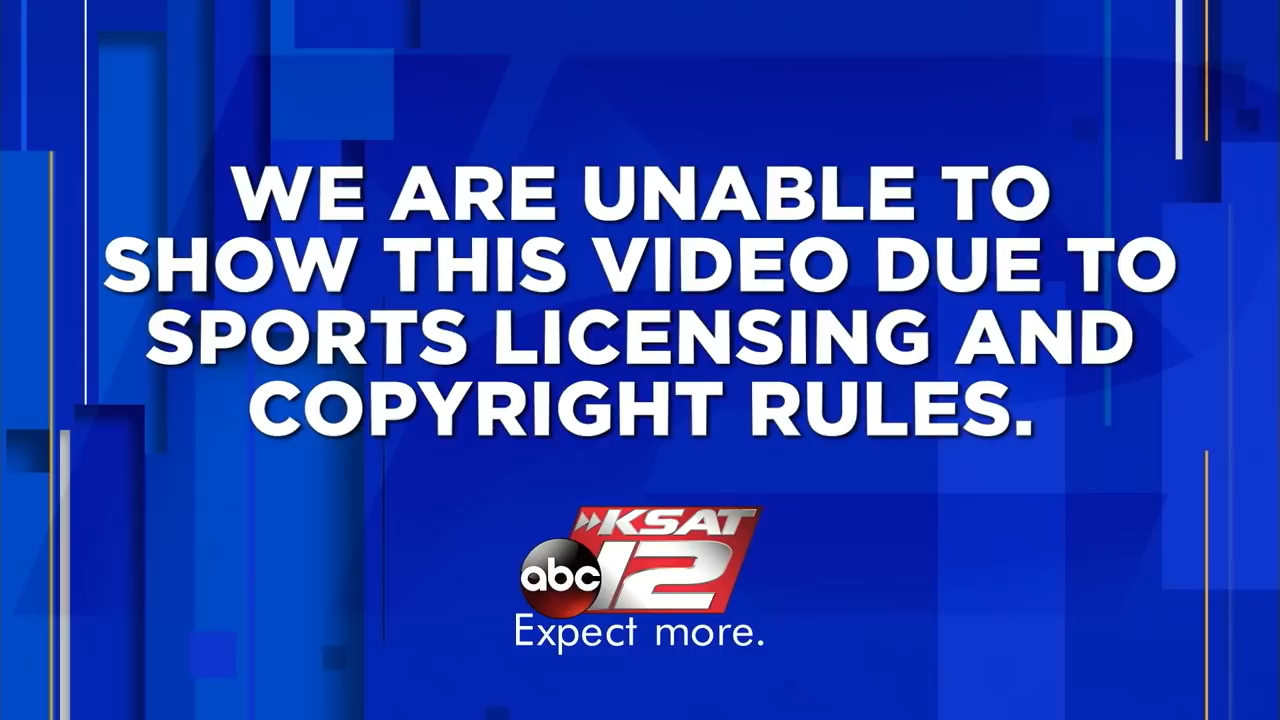 WE ARE UNABLE TO
SHOW THIS VIDEO DUE TO
SPORTS LICENSING AND
COPYRIGHT RULES.
KSAT
abc 12
Expect more.